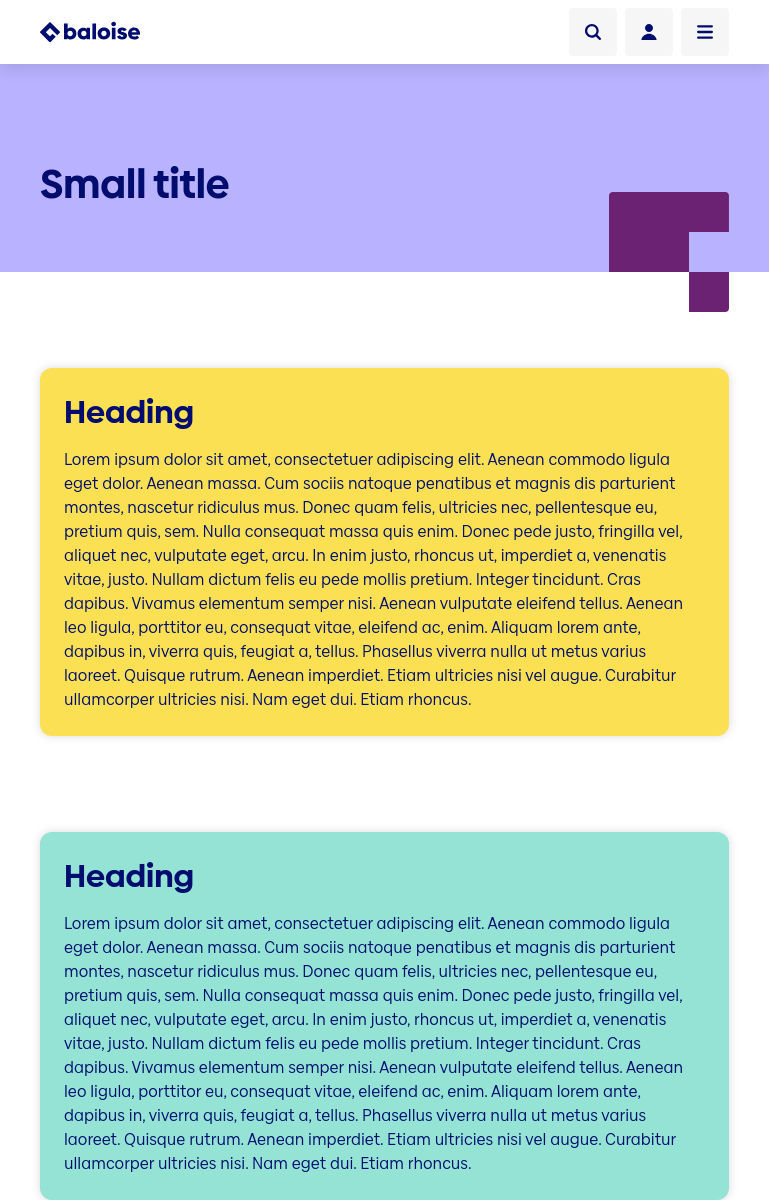 baloise
Small title
Heading
Lorem ipsum dolor sit amet, consectetuer adipiscing elit. Aenean commodo ligula
eget dolor. Aenean massa. Cum sociis natoque penatibus et magnis dis parturient
montes, nascetur ridiculus mus. Donec quam felis, ultricies nec, pellentesque eu,
pretium quis, sem. Nulla consequat massa quis enim. Donec pede justo, fringilla vel,
aliquet nec, vulputate eget, arcu. In enim justo, rhoncus ut, imperdiet a, venenatis
vitae, justo. Nullam dictum felis eu pede mollis pretium. Integer tincidunt. Cras
dapibus. Vivamus elementum semper nisi. Aenean vulputate eleifend tellus. Aenean
leo ligula, porttitor eu, consequat vitae, eleifend ac, enim. Aliquam lorem ante,
dapibus in, viverra quis, feugiat a, tellus. Phasellus viverra nulla ut metus varius
laoreet. Quisque rutrum. Aenean imperdiet. Etiam ultricies nisi vel augue. Curabitur
ullamcorper ultricies nisi. Nam eget dui. Etiam rhoncus.
Heading
Lorem ipsum dolor sit amet, consectetuer adipiscing elit. Aenean commodo ligula
eget dolor. Aenean massa. Cum sociis natoque penatibus et magnis dis parturient
montes, nascetur ridiculus mus. Donec quam felis, ultricies nec, pellentesque eu,
pretium quis, sem. Nulla consequat massa quis enim. Donec pede justo, fringilla vel,
aliquet nec, vulputate eget, arcu. In enim justo, rhoncus ut, imperdiet a, venenatis
vitae, justo. Nullam dictum felis eu pede mollis pretium. Integer tincidunt. Cras
dapibus. Vivamus elementum semper nisi. Aenean vulputate eleifend tellus. Aenean
leo ligula, porttitor eu, consequat vitae, eleifend ac, enim. Aliquam lorem ante,
dapibus in, viverra quis, feugiat a, tellus. Phasellus viverra nulla ut metus varius
laoreet. Quisque rutrum. Aenean imperdiet. Etiam ultricies nisi vel augue. Curabitur
ullamcorper ultricies nisi. Nam eget dui. Etiam rhoncus.